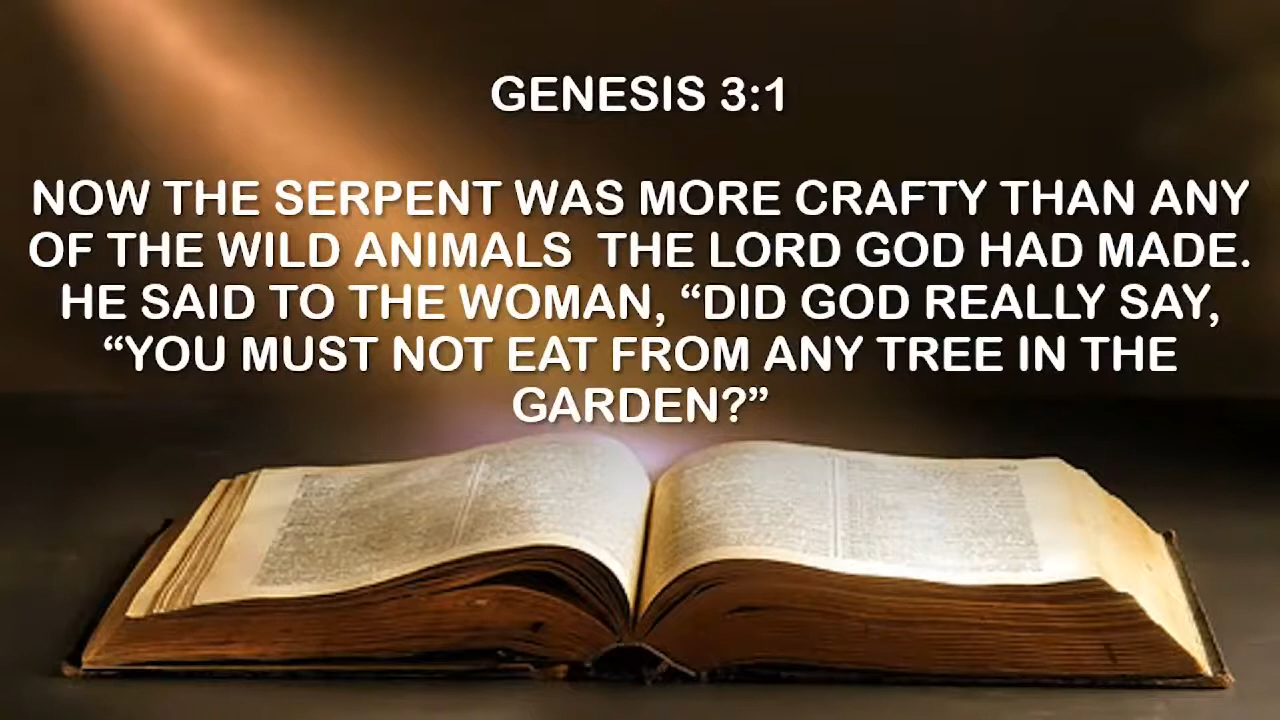 GENESIS 3:1
NOW THE SERPENT WAS MORE CRAFTY THAN ANY
OF THE WILD ANIMALS  THE LORD GOD HAD MADE.
HE SAID TO THE WOMAN, “DID GOD REALLY SAY,
“YOU MUST NOT EAT FROM ANY TREE IN THE
GARDEN?”